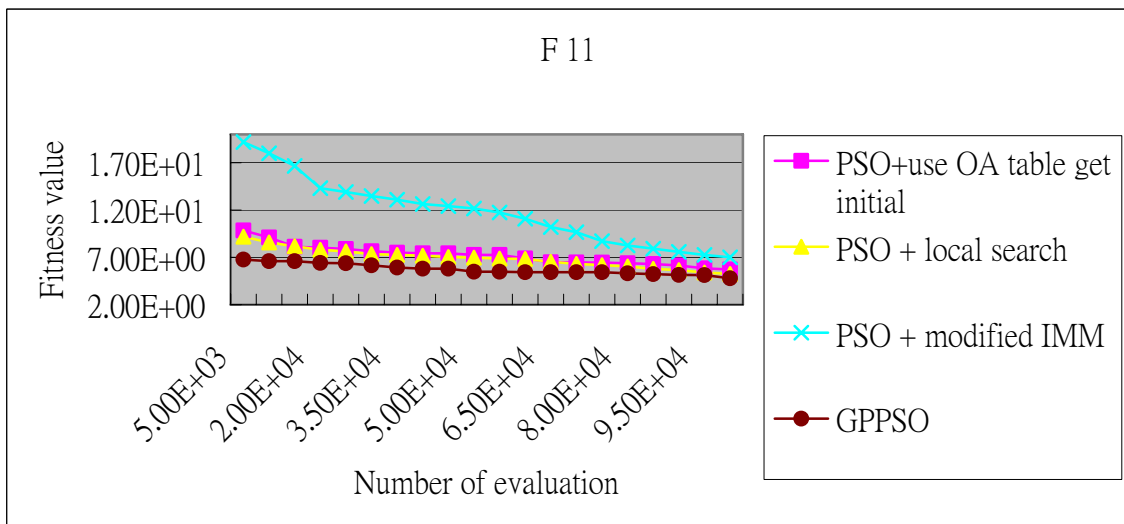 F 11
Fitness value
1.70E+01
1.20E+01
7.00E+00
2.00E+00
5.00E+03
2.00E+04
3.50E+04
5.00E+04
6.50E+04
8.00E+04
9.50E+04
Number of evaluation
PSO+use OA table get
initial
PSO + local search
PSO + modified IMM
GPPSO